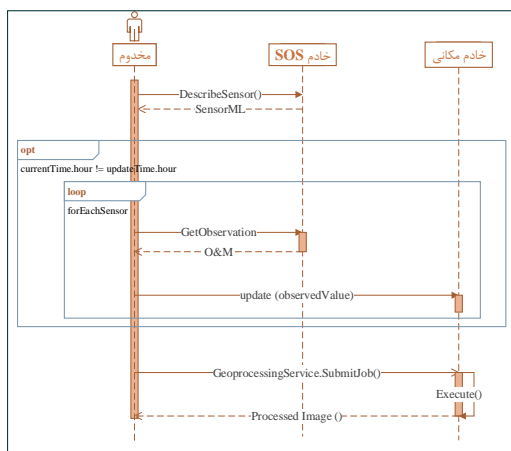 مخدوم
خادم SOS
خادم مکانی
DescribeSensor()
SensorML
opt
currentTime.hour != updateTime.hour
loop
forEachSensor
GetObservation
O&M
update (observedValue)
GeoprocessingService.SubmitJob()
Execute()
Processed Image ()